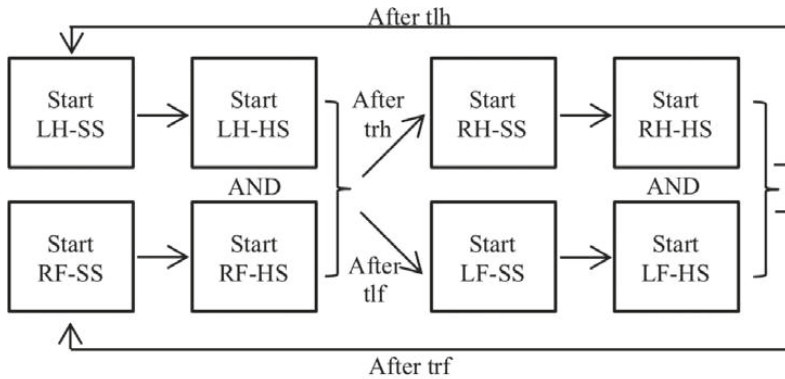 After tlh
Start
LH-SS
Start
LH-HS
After
trh
Start
RH-SS
Start
RH-HS
AND
AND
Start
RF-SS
Start
RF-HS
After
tlf
Start
LF-SS
Start
LF-HS
After trf